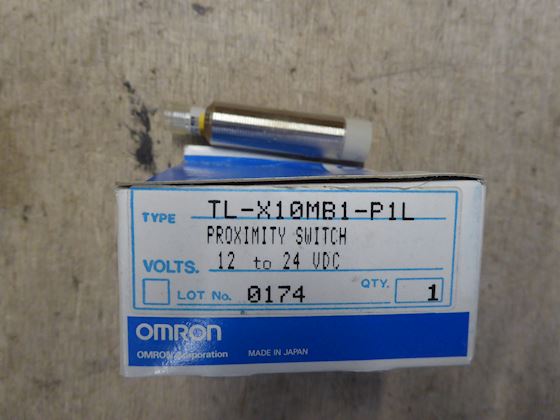 TYPE TL-X10MB1-P1L
PROXIMITY SWITCH
VOLTS. 12 to 24 VDC
LOT No. 0174 QTY. 1
OMRON
OMRON Corporation MADE IN JAPAN